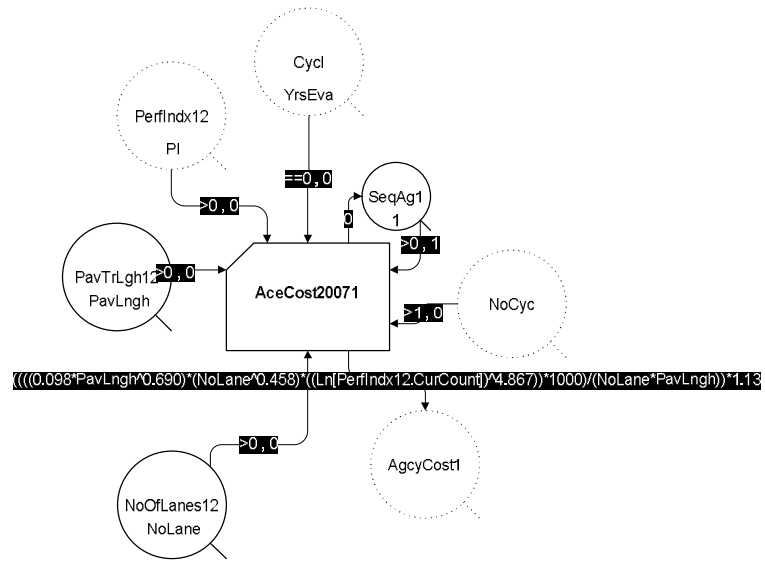 Cycl
YrsEva
PerfIndx12
PI
==0,0
SeqAg1
1
>0,0
0
>0,1
PavTrLgh12
PavLngh
>0,0
AceCost20071
NoCyc
>1,0
((((0.098*PavLngh^0.690)*(NoLane^0.458)*((Ln[PerfIndx12.CurCount])^4.867))*1000)/(NoLane*PavLngh))*1.13
>0,0
AgcyCost1
NoOfLanes12
NoLane